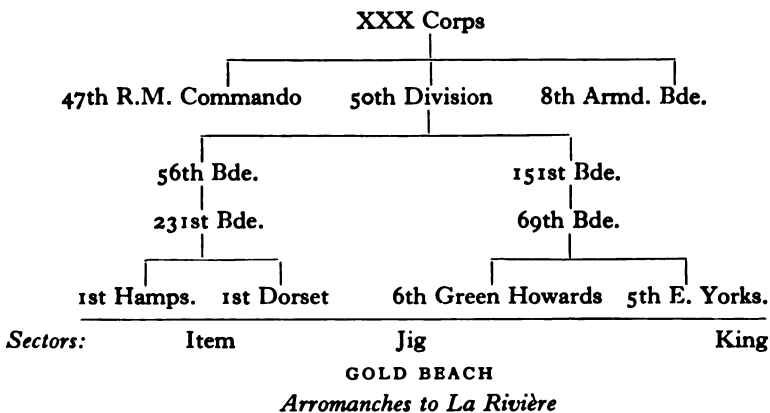 XXX Corps
47th R.M. Commando 50th Division 8th Armd. Bde.
56th Bde. 151st Bde.
231st Bde. 69th Bde.
1st Hamps. 1st Dorset 6th Green Howards 5th E. Yorks.
Sectors: Item Jig King
GOLD BEACH
Arromanches to La Rivière